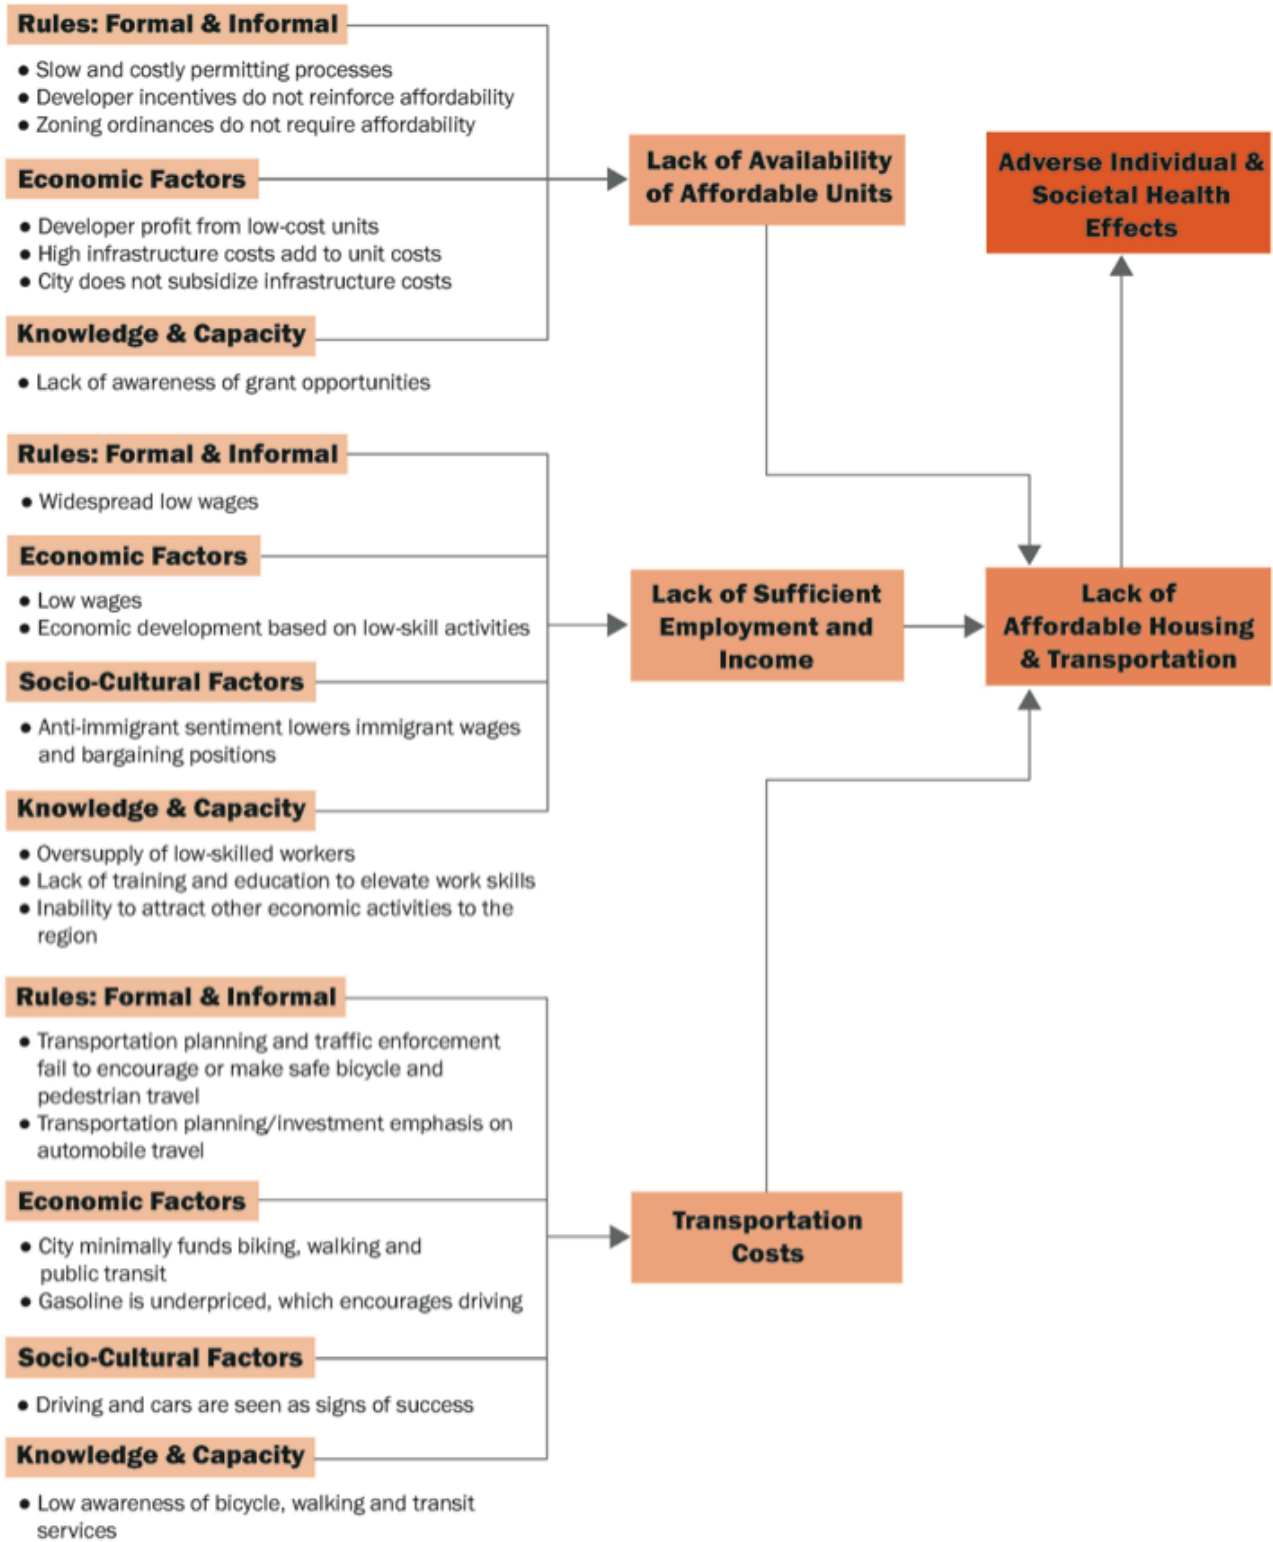 Rules: Formal & Informal
● Slow and costly permitting processes
● Developer incentives do not reinforce affordability
● Zoning ordinances do not require affordability
Economic Factors
● Developer profit from low-cost units
● High infrastructure costs add to unit costs
● City does not subsidize infrastructure costs
Knowledge & Capacity
● Lack of awareness of grant opportunities
Lack of Availability
of Affordable Units
Adverse Individual &
Societal Health
Effects
Rules: Formal & Informal
● Widespread low wages
Economic Factors
● Low wages
● Economic development based on low-skill activities
Socio-Cultural Factors
● Anti-immigrant sentiment lowers immigrant wages
and bargaining positions
Knowledge & Capacity
● Oversupply of low-skilled workers
● Lack of training and education to elevate work skills
● Inability to attract other economic activities to the
region
Lack of Sufficient
Employment and
Income
Lack of
Affordable Housing
& Transportation
Rules: Formal & Informal
● Transportation planning and traffic enforcement
fail to encourage or make safe bicycle and
pedestrian travel
● Transportation planning/investment emphasis on
automobile travel
Economic Factors
● City minimally funds biking, walking and
public transit
● Gasoline is underpriced, which encourages driving
Socio-Cultural Factors
● Driving and cars are seen as signs of success
Knowledge & Capacity
● Low awareness of bicycle, walking and transit
services
Transportation
Costs